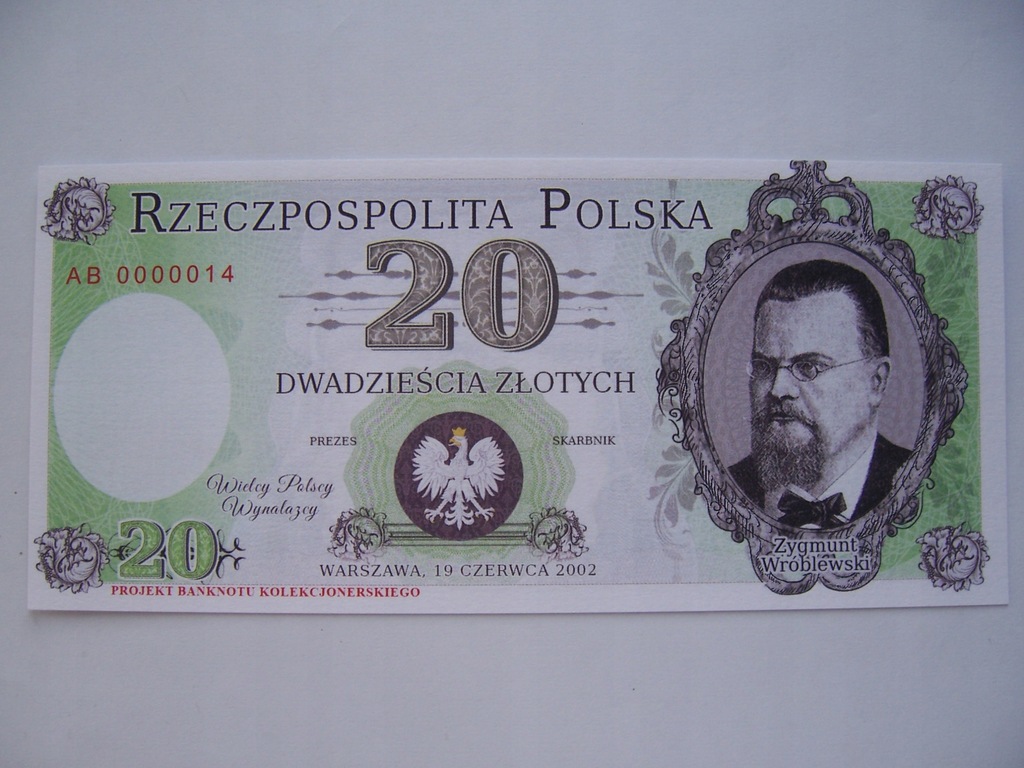 RZECZPOSPOLITA POLSKA
AB 0000014
20
DWADZIEŚCIA ZŁOTYCH
PREZES SKARBNIK
Wielcy Polscy
Wynalazcy
20
WARSZAWA, 19 CZERWCA 2002
Zygmunt
Wróblewski
PROJEKT BANKNOTU KOLEKCJONERSKIEGO